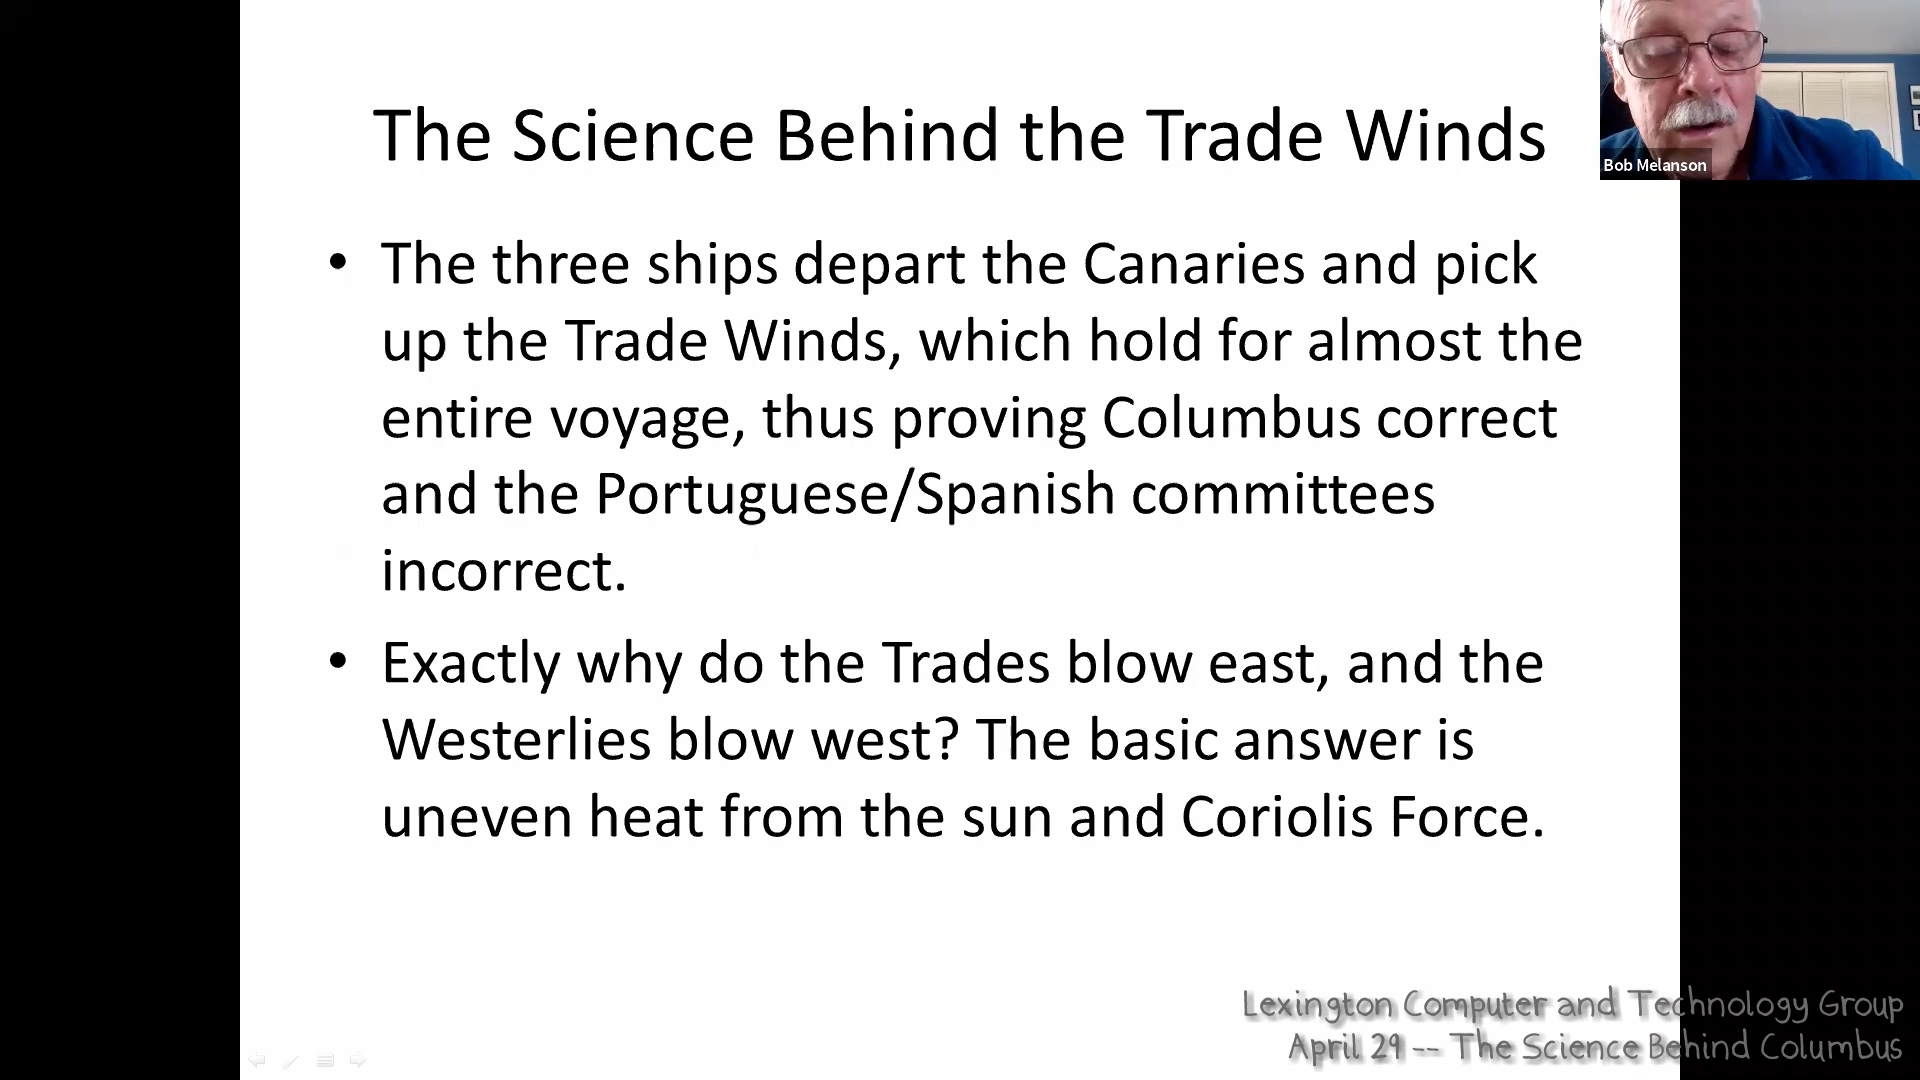 The Science Behind the Trade Winds
Bob Melanson
• The three ships depart the Canaries and pick
up the Trade Winds, which hold for almost the
entire voyage, thus proving Columbus correct
and the Portuguese/Spanish committees
incorrect.
• Exactly why do the Trades blow east, and the
Westerlies blow west? The basic answer is
uneven heat from the sun and Coriolis Force.
Lexington Computer and Technology Group
April 29 -- The Science Behind Columbus